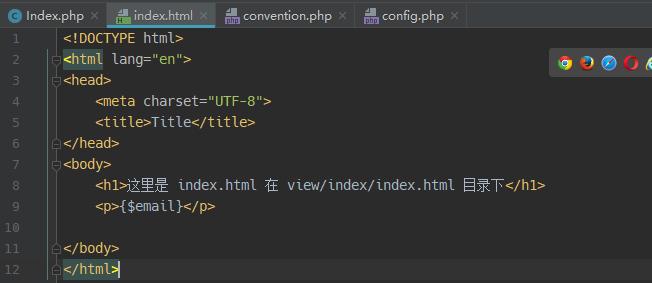 Index.php index.html convention.php config.php
1 <!DOCTYPE html>
2 <html lang="en">
3 <head>
4 <meta charset="UTF-8">
5 <title>Title</title>
6 </head>
7 <body>
8 <h1>这里是 index.html 在 view/index/index.html 目录下</h1>
9 <p>{$email}</p>
10
11 </body>
12 </html>